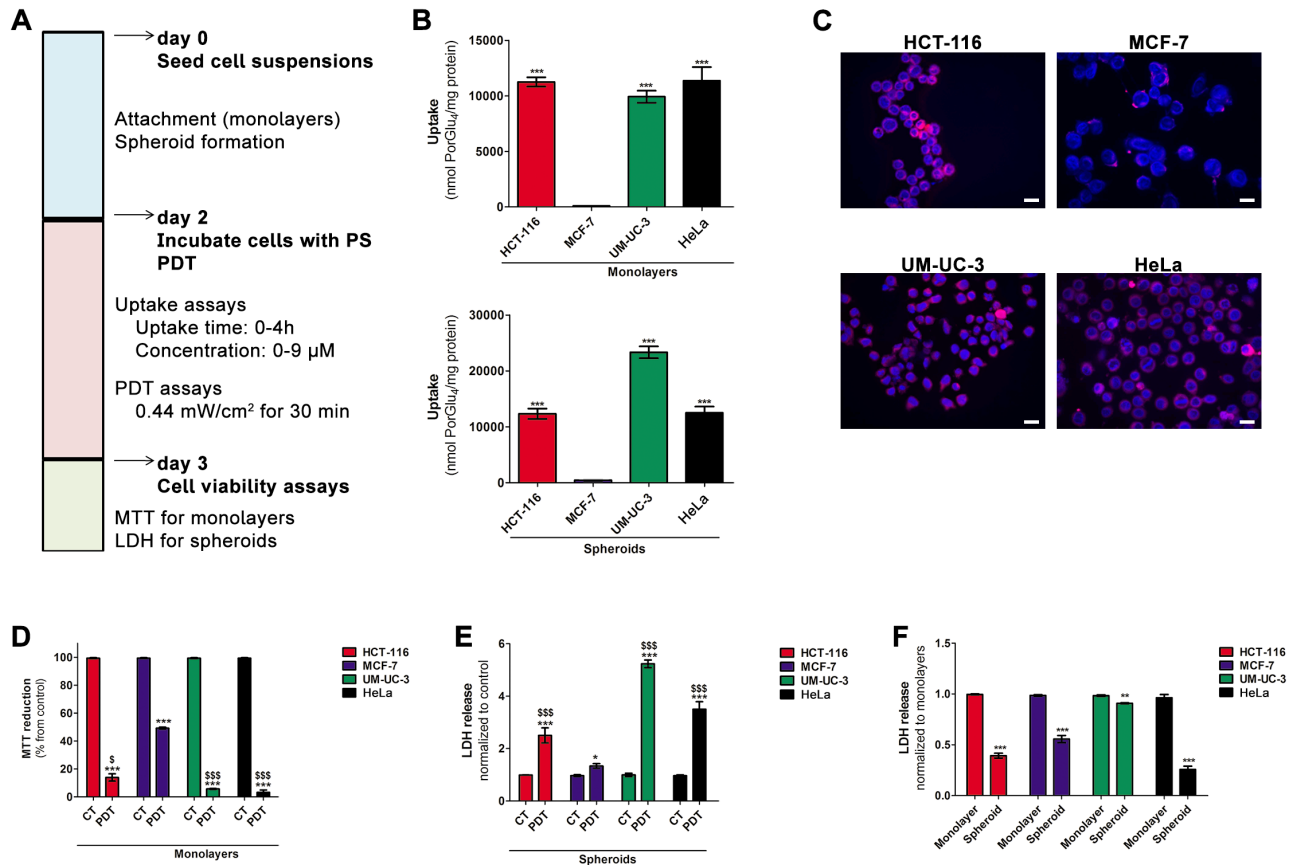 A
day 0
Seed cell suspensions
Attachment (monolayers)
Spheroid formation
day 2
Incubate cells with PS
PDT
Uptake assays
Uptake time: 0-4h
Concentration: 0-9 µM
PDT assays
0.44 mW/cm² for 30 min
day 3
Cell viability assays
MTT for monolayers
LDH for spheroids
B
Uptake
(nmol PorGlu₄/mg protein)
15000
10000
5000
0
***
***
***
HCT-116
MCF-7
UM-UC-3
HeLa
Monolayers
Uptake
(nmol PorGlu₄/mg protein)
30000
20000
10000
0
***
***
***
HCT-116
MCF-7
UM-UC-3
HeLa
Spheroids
C
HCT-116
MCF-7
UM-UC-3
HeLa
D
MTT reduction
(% from control)
100
80
60
40
20
0
$
***
***
$$$
***
$$$
***
CT
PDT
CT
PDT
CT
PDT
CT
PDT
Monolayers
HCT-116
MCF-7
UM-UC-3
HeLa
E
LDH release
normalized to control
6
4
2
0
$$$
***
*
$$$
***
$$$
***
CT
PDT
CT
PDT
CT
PDT
CT
PDT
Spheroids
HCT-116
MCF-7
UM-UC-3
HeLa
F
LDH release
normalized to monolayers
1.5
1.0
0.5
0.0
***
***
**
***
Monolayer
Spheroid
Monolayer
Spheroid
Monolayer
Spheroid
Monolayer
Spheroid
HCT-116
MCF-7
UM-UC-3
HeLa